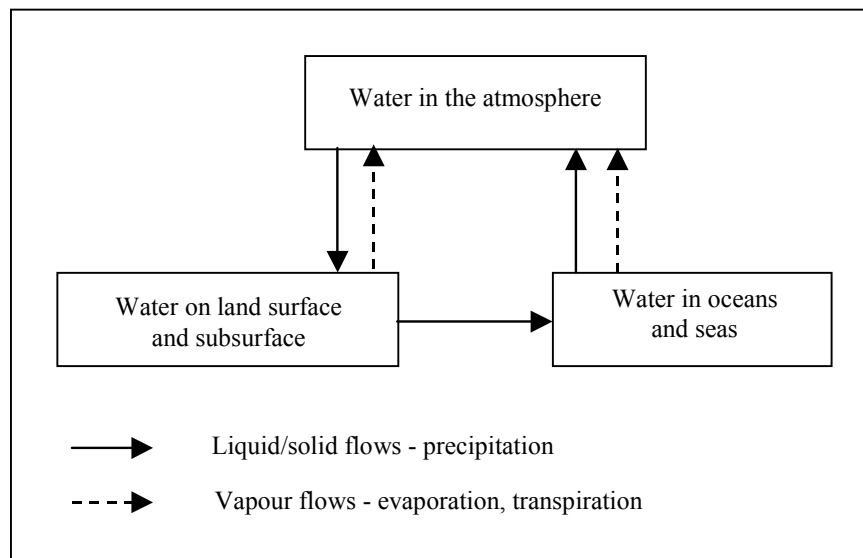 Water in the atmosphere
Water on land surface
and subsurface
Water in oceans
and seas
Liquid/solid flows - precipitation
Vapour flows - evaporation, transpiration